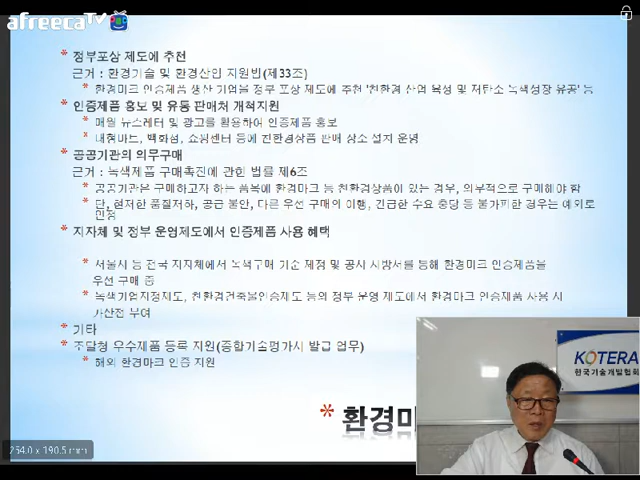 afreecaTV
* 정부포상 제도에 추천
근거 : 환경기술 및 환경산업 지원법(제33조)
* 환경마크 인증제품 생산 기업을 정부 포상 제도에 추천 '친환경 산업 육성 및 저탄소 녹색성장 유공' 등
* 인증제품 홍보 및 유통 판매처 개척지원
* 매월 뉴스레터 및 광고를 활용하여 인증제품 홍보
* 대형마트, 백화점, 쇼핑센터 등에 친환경상품 판매 장소 설치 운영
* 공공기관의 의무구매
근거 : 녹색제품 구매촉진에 관한 법률 제6조
* 공공기관은 구매하고자 하는 품목에 환경마크 등 친환경상품이 있는 경우, 의무적으로 구매해야 함
* 단, 현저한 품질저하, 공급 불안, 다른 우선 구매의 이행, 긴급한 수요 충당 등 불가피한 경우는 예외로
인정
* 지자체 및 정부 운영제도에서 인증제품 사용 혜택
* 서울시 등 전국 지자체에서 녹색구매 기준 제정 및 공사 시방서를 통해 환경마크 인증제품을
우선 구매 중
* 녹색기업지정제도, 친환경건축물인증제도 등의 정부 운영 제도에서 환경마크 인증제품 사용 시
가산점 부여
* 기타
* 조달청 우수제품 등록 지원(종합기술평가서 발급 업무)
* 해외 환경마크 인증 지원
* 환경마
KOTERA
한국기술개발협회
254.0 x 190.5 mm